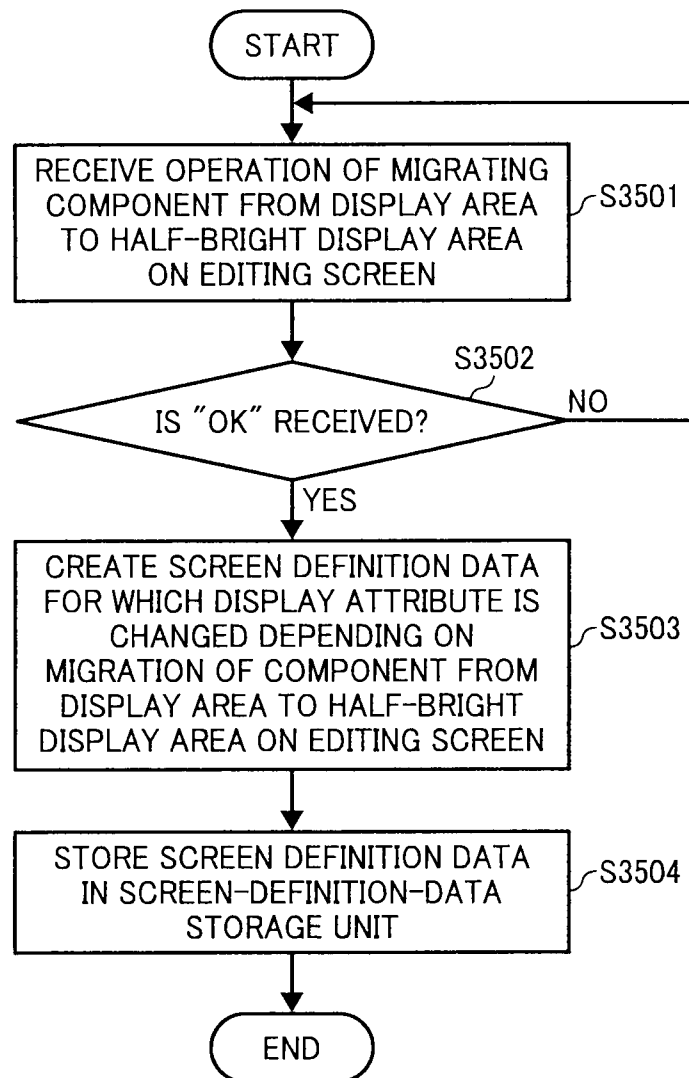 START
RECEIVE OPERATION OF MIGRATING
COMPONENT FROM DISPLAY AREA
TO HALF-BRIGHT DISPLAY AREA
ON EDITING SCREEN
S3501
S3502
IS "OK" RECEIVED?
NO
YES
CREATE SCREEN DEFINITION DATA
FOR WHICH DISPLAY ATTRIBUTE IS
CHANGED DEPENDING ON
MIGRATION OF COMPONENT FROM
DISPLAY AREA TO HALF-BRIGHT
DISPLAY AREA ON EDITING SCREEN
S3503
STORE SCREEN DEFINITION DATA
IN SCREEN-DEFINITION-DATA
STORAGE UNIT
S3504
END